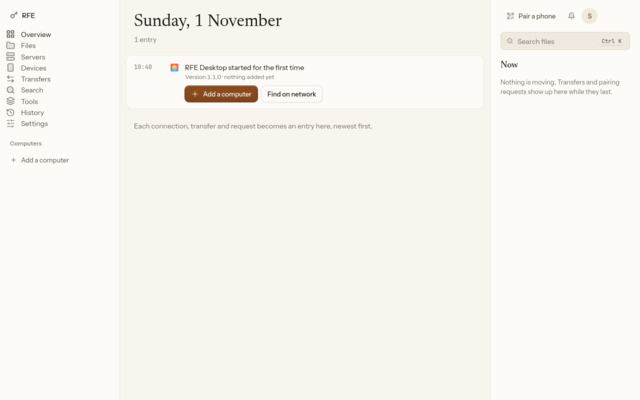 RFE
Overview
Files
Servers
Devices
Transfers
Search
Tools
History
Settings
Computers
Add a computer
Sunday, 1 November
1 entry
18:40
RFE Desktop started for the first time
Version 1.1.0 · nothing added yet
Add a computer
Find on network
Each connection, transfer and request becomes an entry here, newest first.
Pair a phone
S
Search files
Ctrl K
Now
Nothing is moving. Transfers and pairing
requests show up here while they last.